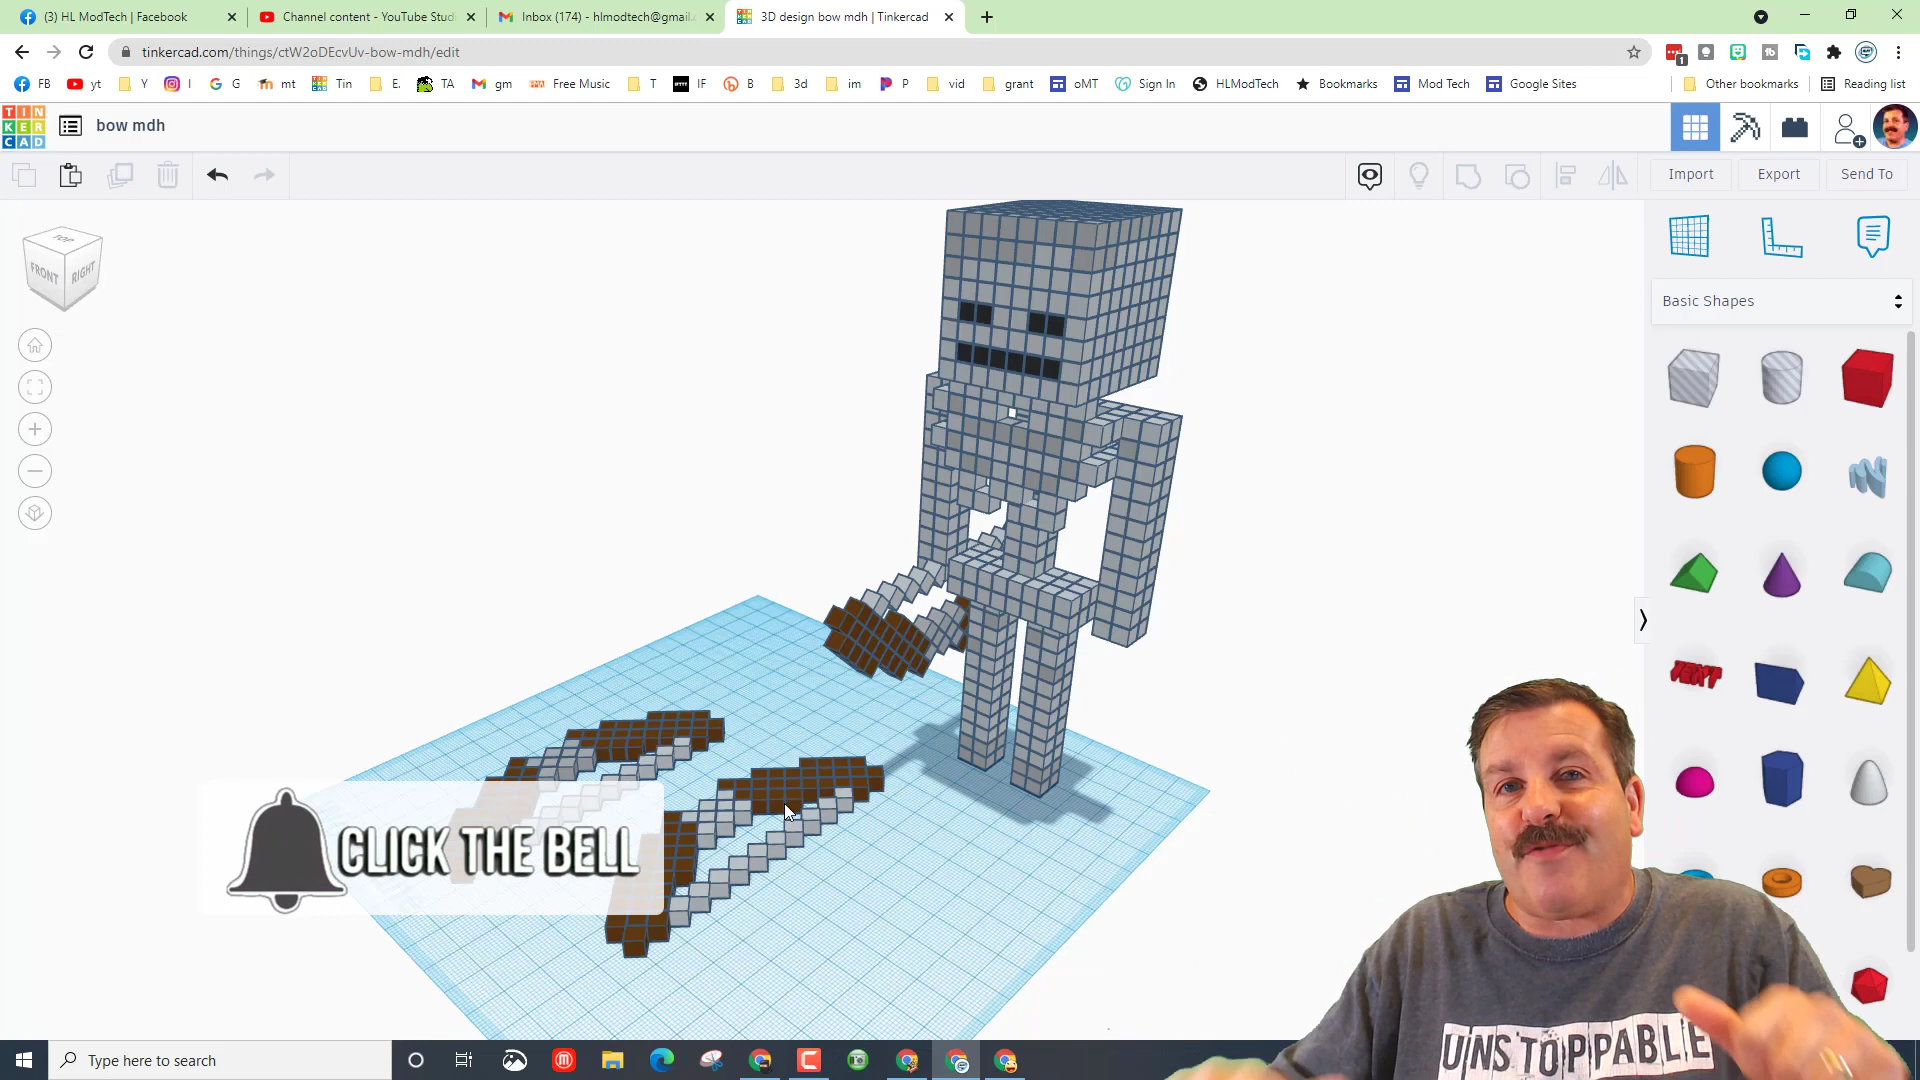 (3) HL ModTech | Facebook
Channel content - YouTube Studi
Inbox (174) - hlmodtech@gmail.
3D design bow mdh | Tinkercad
tinkercad.com/things/ctW2oDEcvUv-bow-mdh/edit
FB yt Y I G mt Tin E. TA gm Free Music T IF B 3d im P vid grant oMT Sign In HLModTech Bookmarks Mod Tech Google Sites Other bookmarks Reading list
TIN
KER
CAD
bow mdh
Import Export Send To
TOP
FRONT RIGHT
Basic Shapes
TEXT
CLICK THE BELL
UNSTOPPABLE
Type here to search